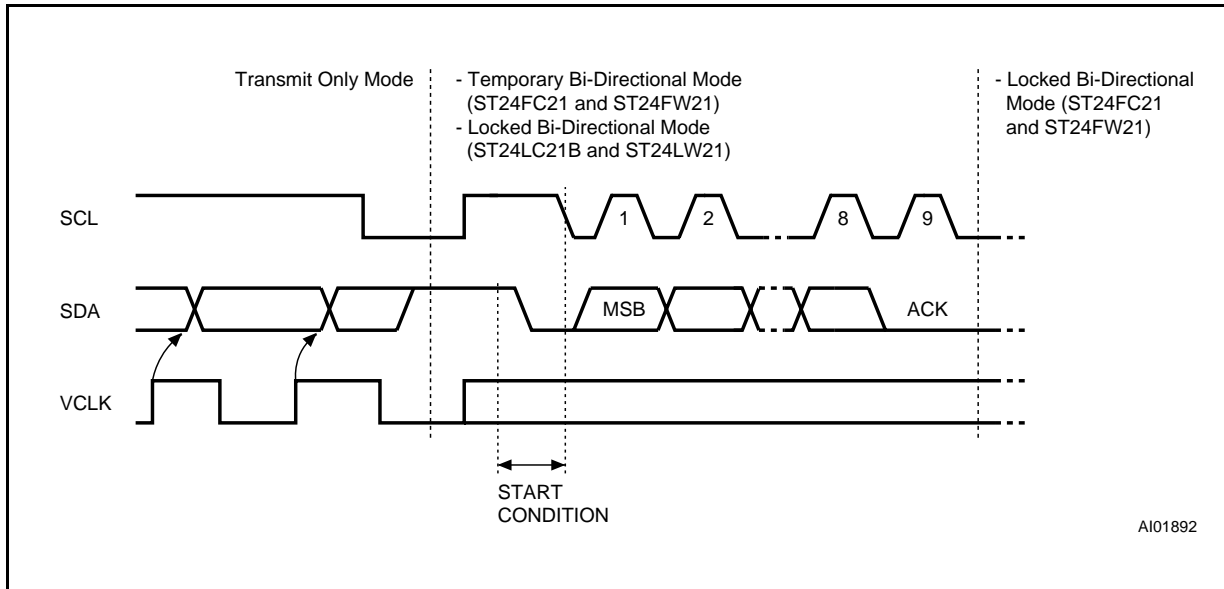 Transmit Only Mode
- Temporary Bi-Directional Mode
(ST24FC21 and ST24FW21)
- Locked Bi-Directional Mode
(ST24LC21B and ST24LW21)
- Locked Bi-Directional
Mode (ST24FC21
and ST24FW21)
SCL
1
2
8
9
SDA
MSB
ACK
VCLK
START
CONDITION
AI01892